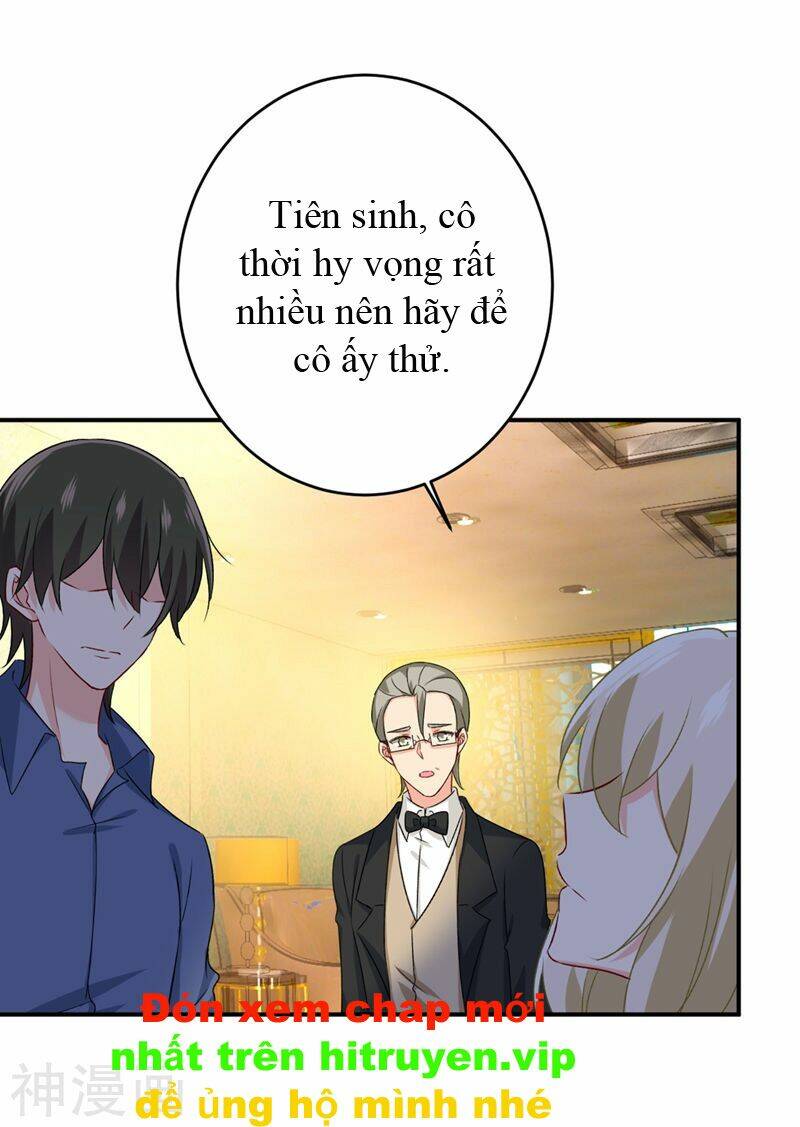 Tiên sinh, cô
thời hy vọng rất
nhiều nên hãy để
cô ấy thử.
Đón xem chap mới
nhất trên hitruyen.vip
để ủng hộ mình nhé
神漫画